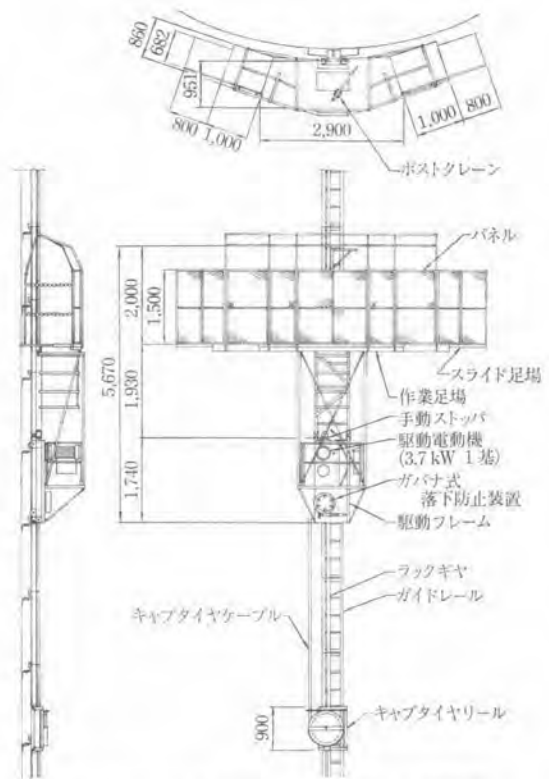 860
682
951
800
1,000
2,900
1,000
800
ポストクレーン
パネル
2,000
1,500
5,670
1,930
1,740
スライド足場
作業足場
手動ストッパ
駆動電動機
(3.7kW 1基)
ガバナ式
落下防止装置
駆動フレーム
ラックギヤ
ガイドレール
キャブタイヤケーブル
900
キャブタイヤリール